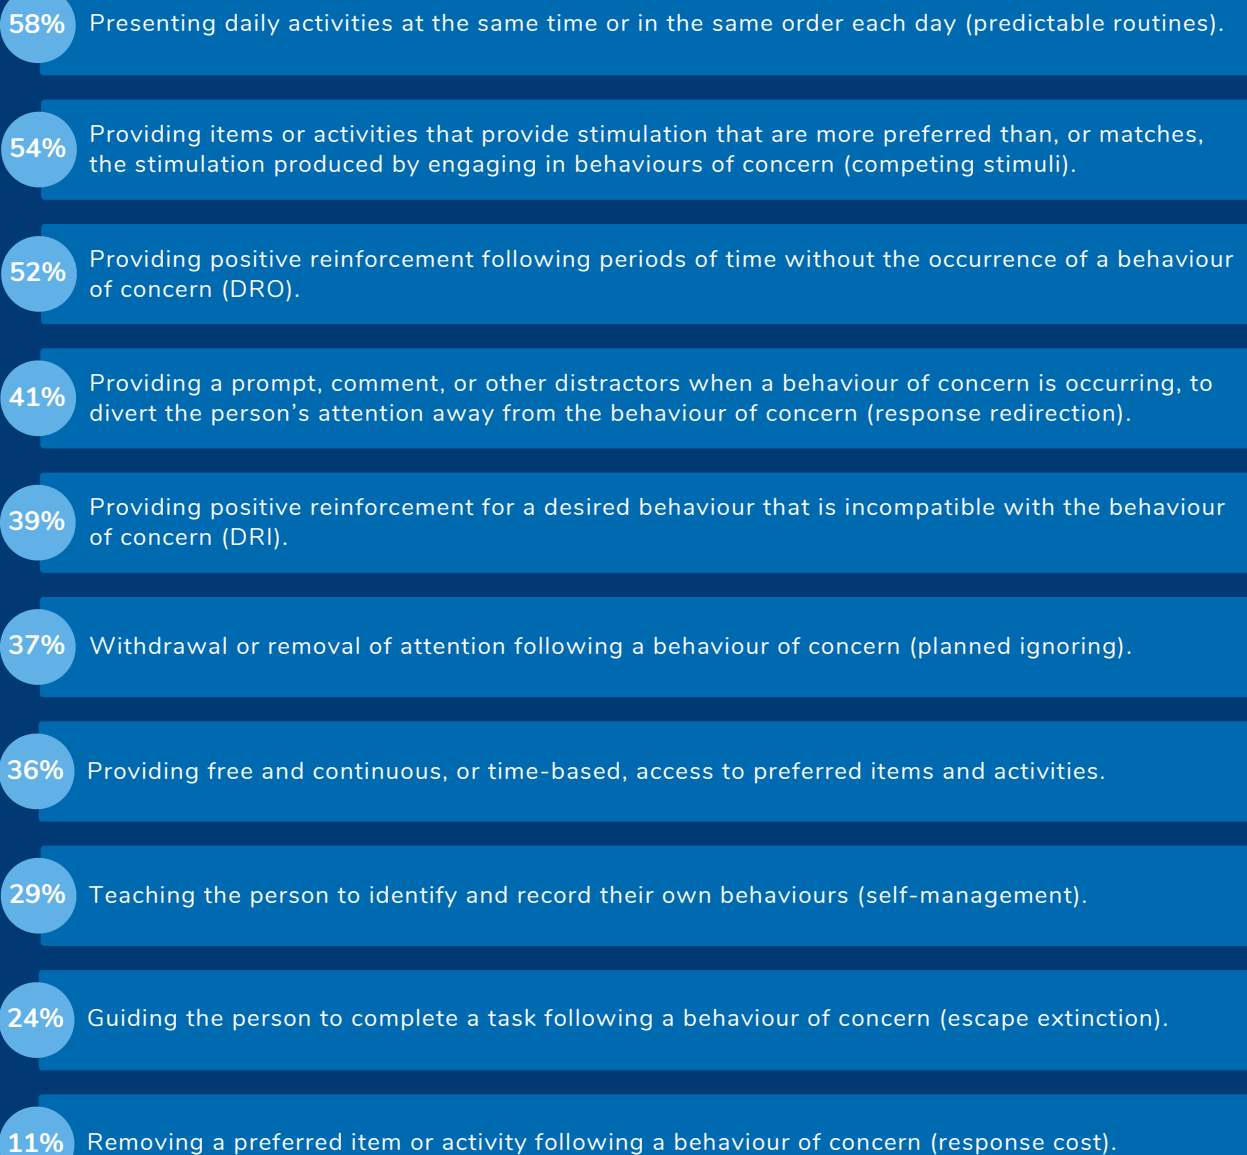 58% Presenting daily activities at the same time or in the same order each day (predictable routines).
54% Providing items or activities that provide stimulation that are more preferred than, or matches,
the stimulation produced by engaging in behaviours of concern (competing stimuli).
52% Providing positive reinforcement following periods of time without the occurrence of a behaviour
of concern (DRO).
41% Providing a prompt, comment, or other distractors when a behaviour of concern is occurring, to
divert the person's attention away from the behaviour of concern (response redirection).
39% Providing positive reinforcement for a desired behaviour that is incompatible with the behaviour
of concern (DRI).
37% Withdrawal or removal of attention following a behaviour of concern (planned ignoring).
36% Providing free and continuous, or time-based, access to preferred items and activities.
29% Teaching the person to identify and record their own behaviours (self-management).
24% Guiding the person to complete a task following a behaviour of concern (escape extinction).
11% Removing a preferred item or activity following a behaviour of concern (response cost).